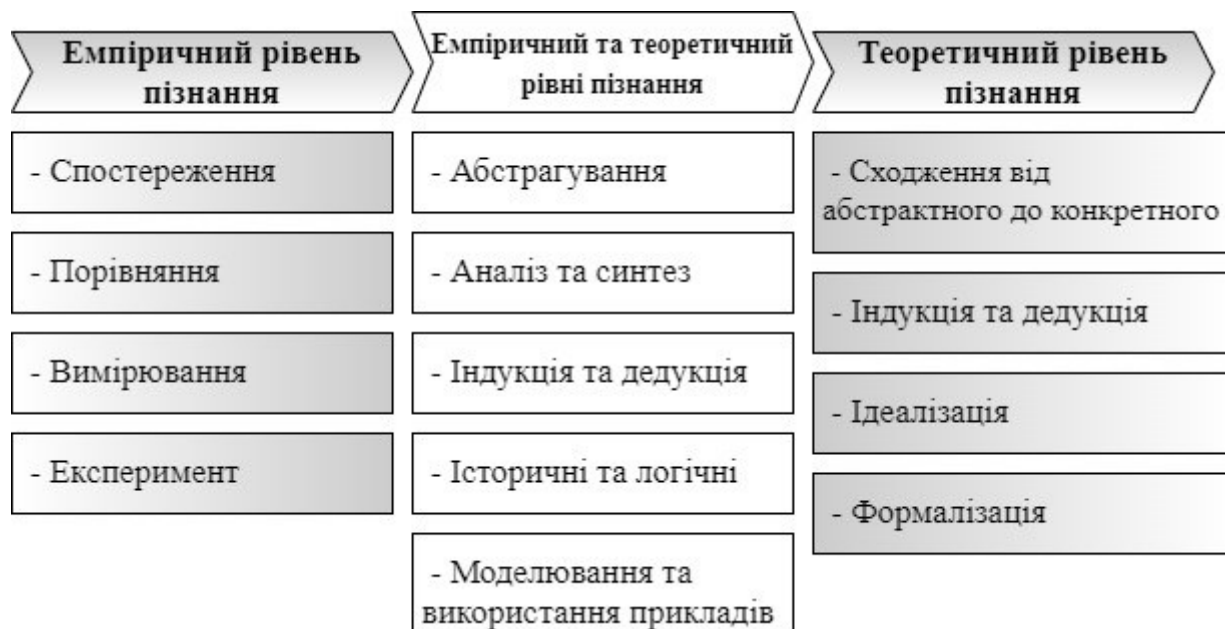 Емпіричний рівень
пізнання
- Спостереження
- Порівняння
- Вимірювання
- Експеримент
Емпіричний та теоретичний
рівні пізнання
- Абстрагування
- Аналіз та синтез
- Індукція та дедукція
- Історичні та логічні
- Моделювання та
використання прикладів
Теоретичний рівень
пізнання
- Сходження від
абстрактного до конкретного
- Індукція та дедукція
- Ідеалізація
- Формалізація